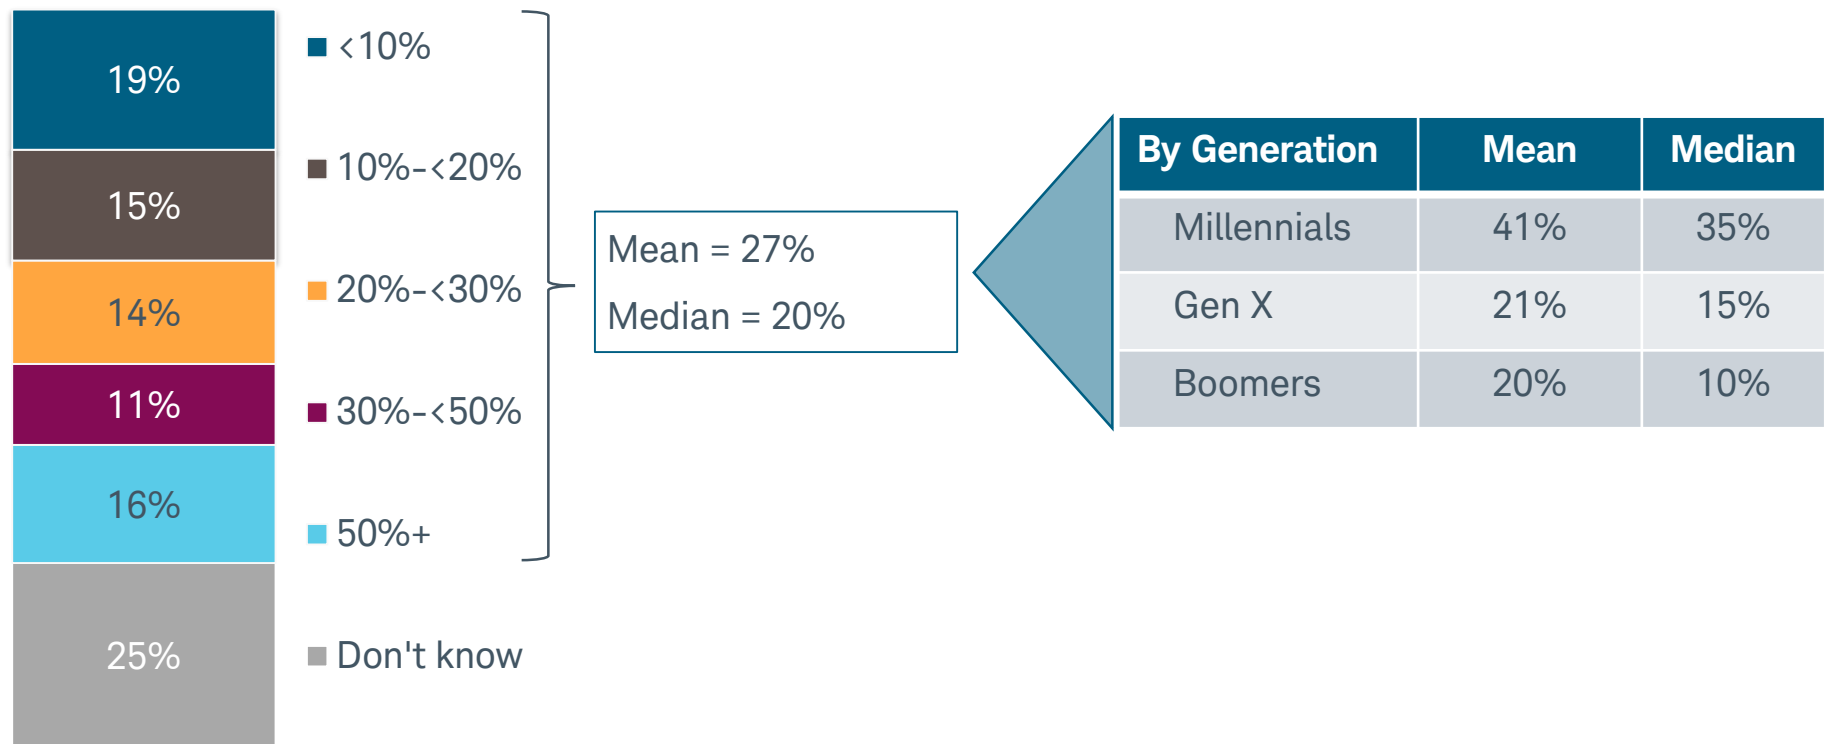 19%
15%
14%
11%
16%
25%
<10%
10%-<20%
20%-<30%
30%-<50%
50%+
Don't know
Mean = 27%
Median = 20%
By Generation Mean Median
Millennials 41% 35%
Gen X 21% 15%
Boomers 20% 10%